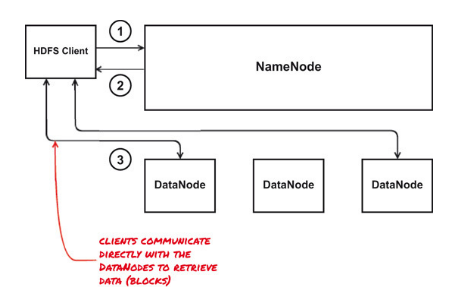 1
HDFS Client
NameNode
2
3
DataNode
DataNode
DataNode
CLIENTS COMMUNICATE
DIRECTLY WITH THE
DATANODES TO RETRIEVE
DATA (BLOCKS)